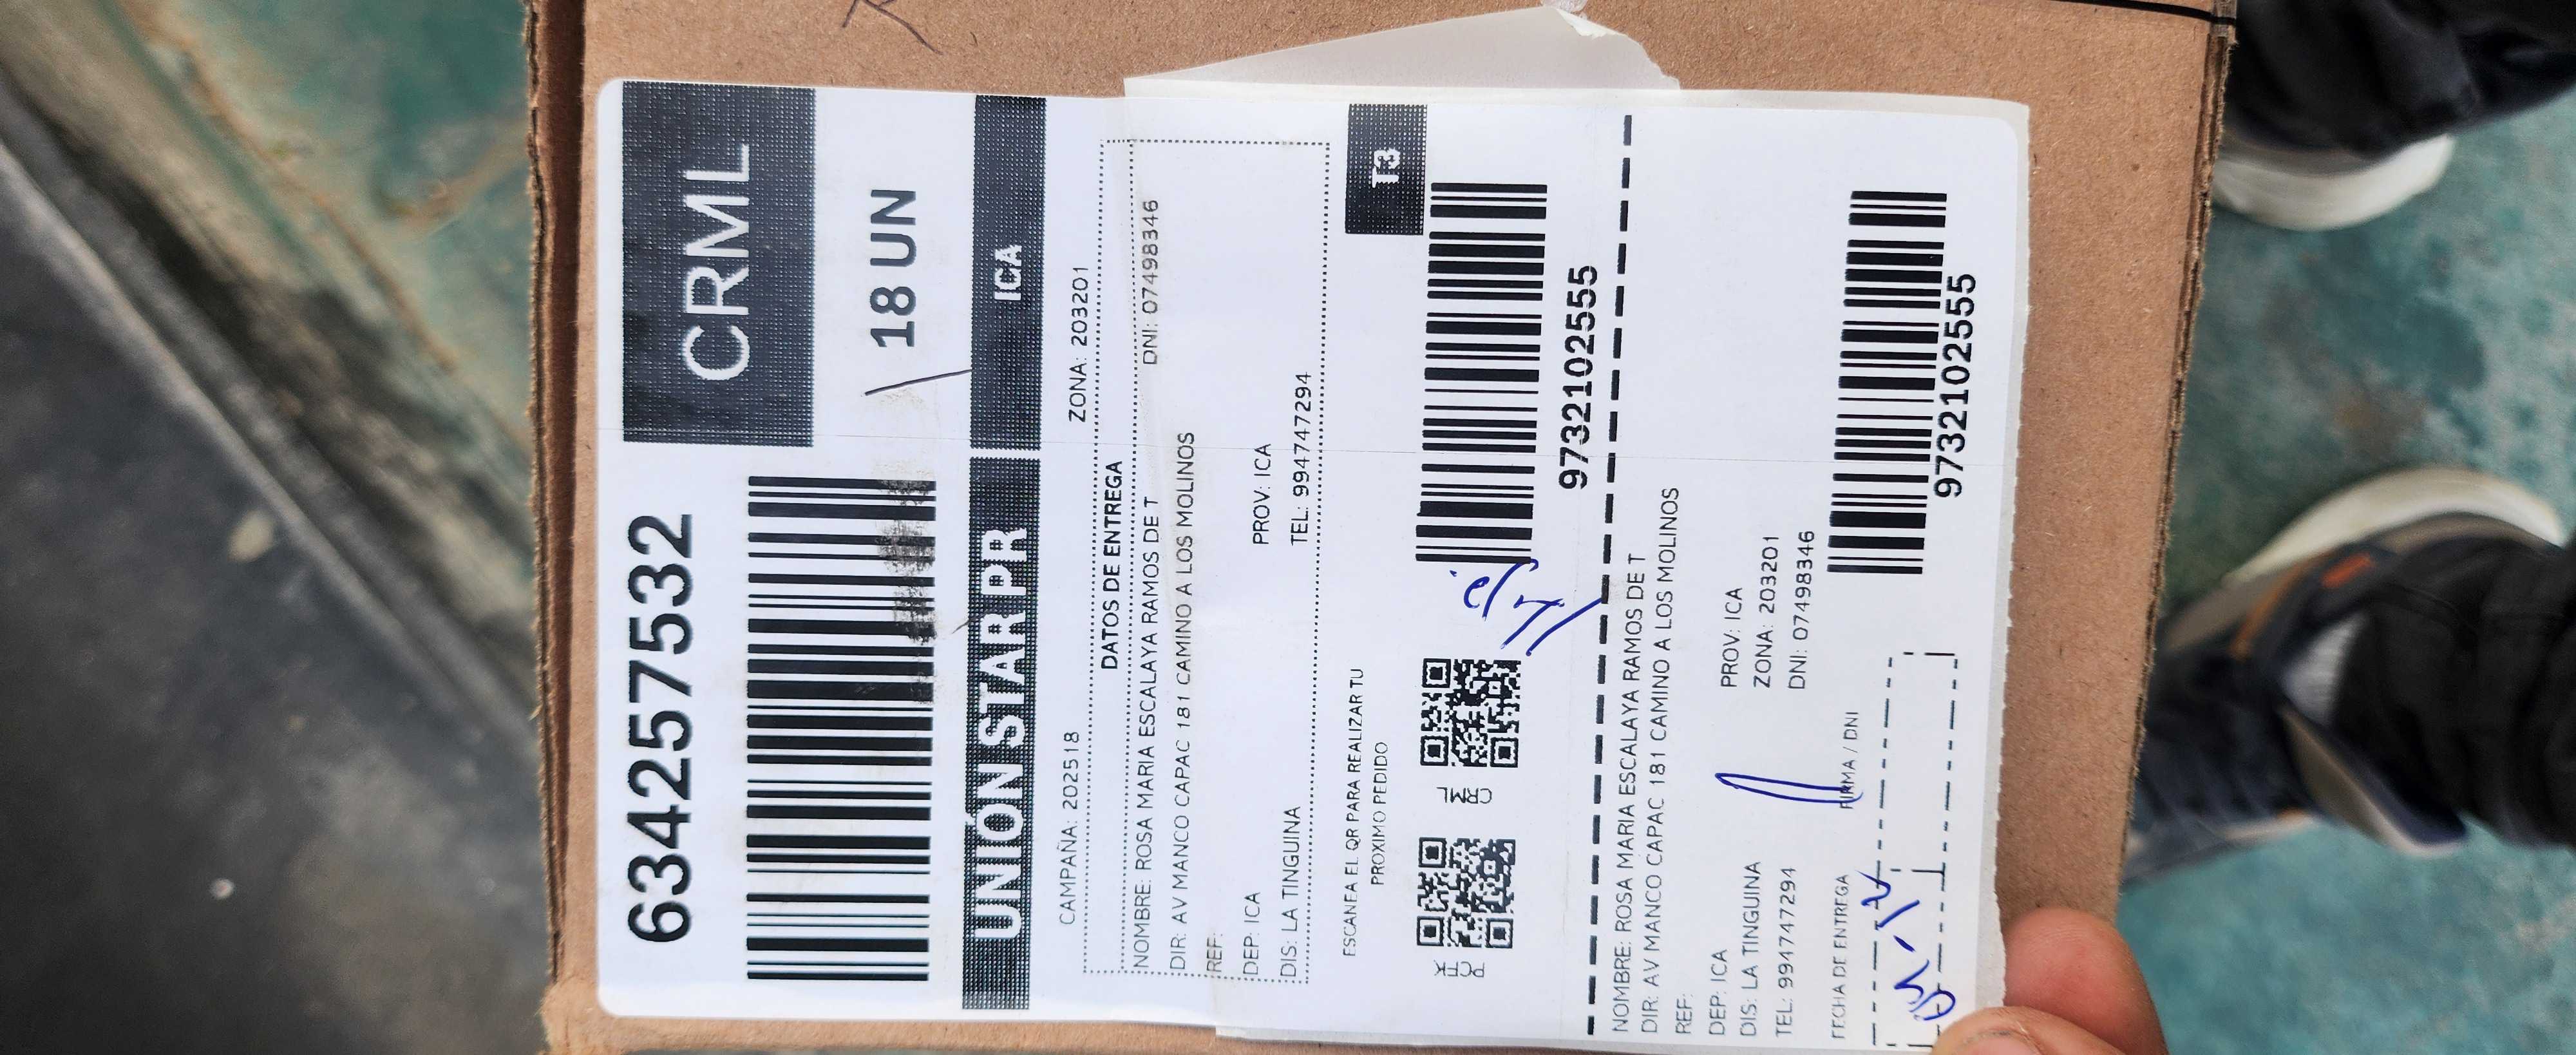 6342577532
CRML
18 UN
UNIÓN STAR PR
ICA
CAMPAÑA: 202518
ZONA: 203201
DATOS DE ENTREGA
NOMBRE: ROSA MARIA ESCALAYA RAMOS DE T
DNI: 07498346
DIR: AV MANCO CAPAC 181 CAMINO A LOS MOLINOS
REF:
DEP: ICA
PROV: ICA
DIS: LA TINGUINA
TEL: 994747294
ESCANEA EL QR PARA REALIZAR TU
PROXIMO PEDIDO
T3
CRML
9732102555
NOMBRE: ROSA MARIA ESCALAYA RAMOS DE T
DIR: AV MANCO CAPAC 181 CAMINO A LOS MOLINOS
REF:
DEP: ICA
PROV: ICA
DIS: LA TINGUINA
ZONA: 203201
TEL: 994747294
DNI: 07498346
FECHA DE ENTREGA
FIRMA / DNI
9732102555